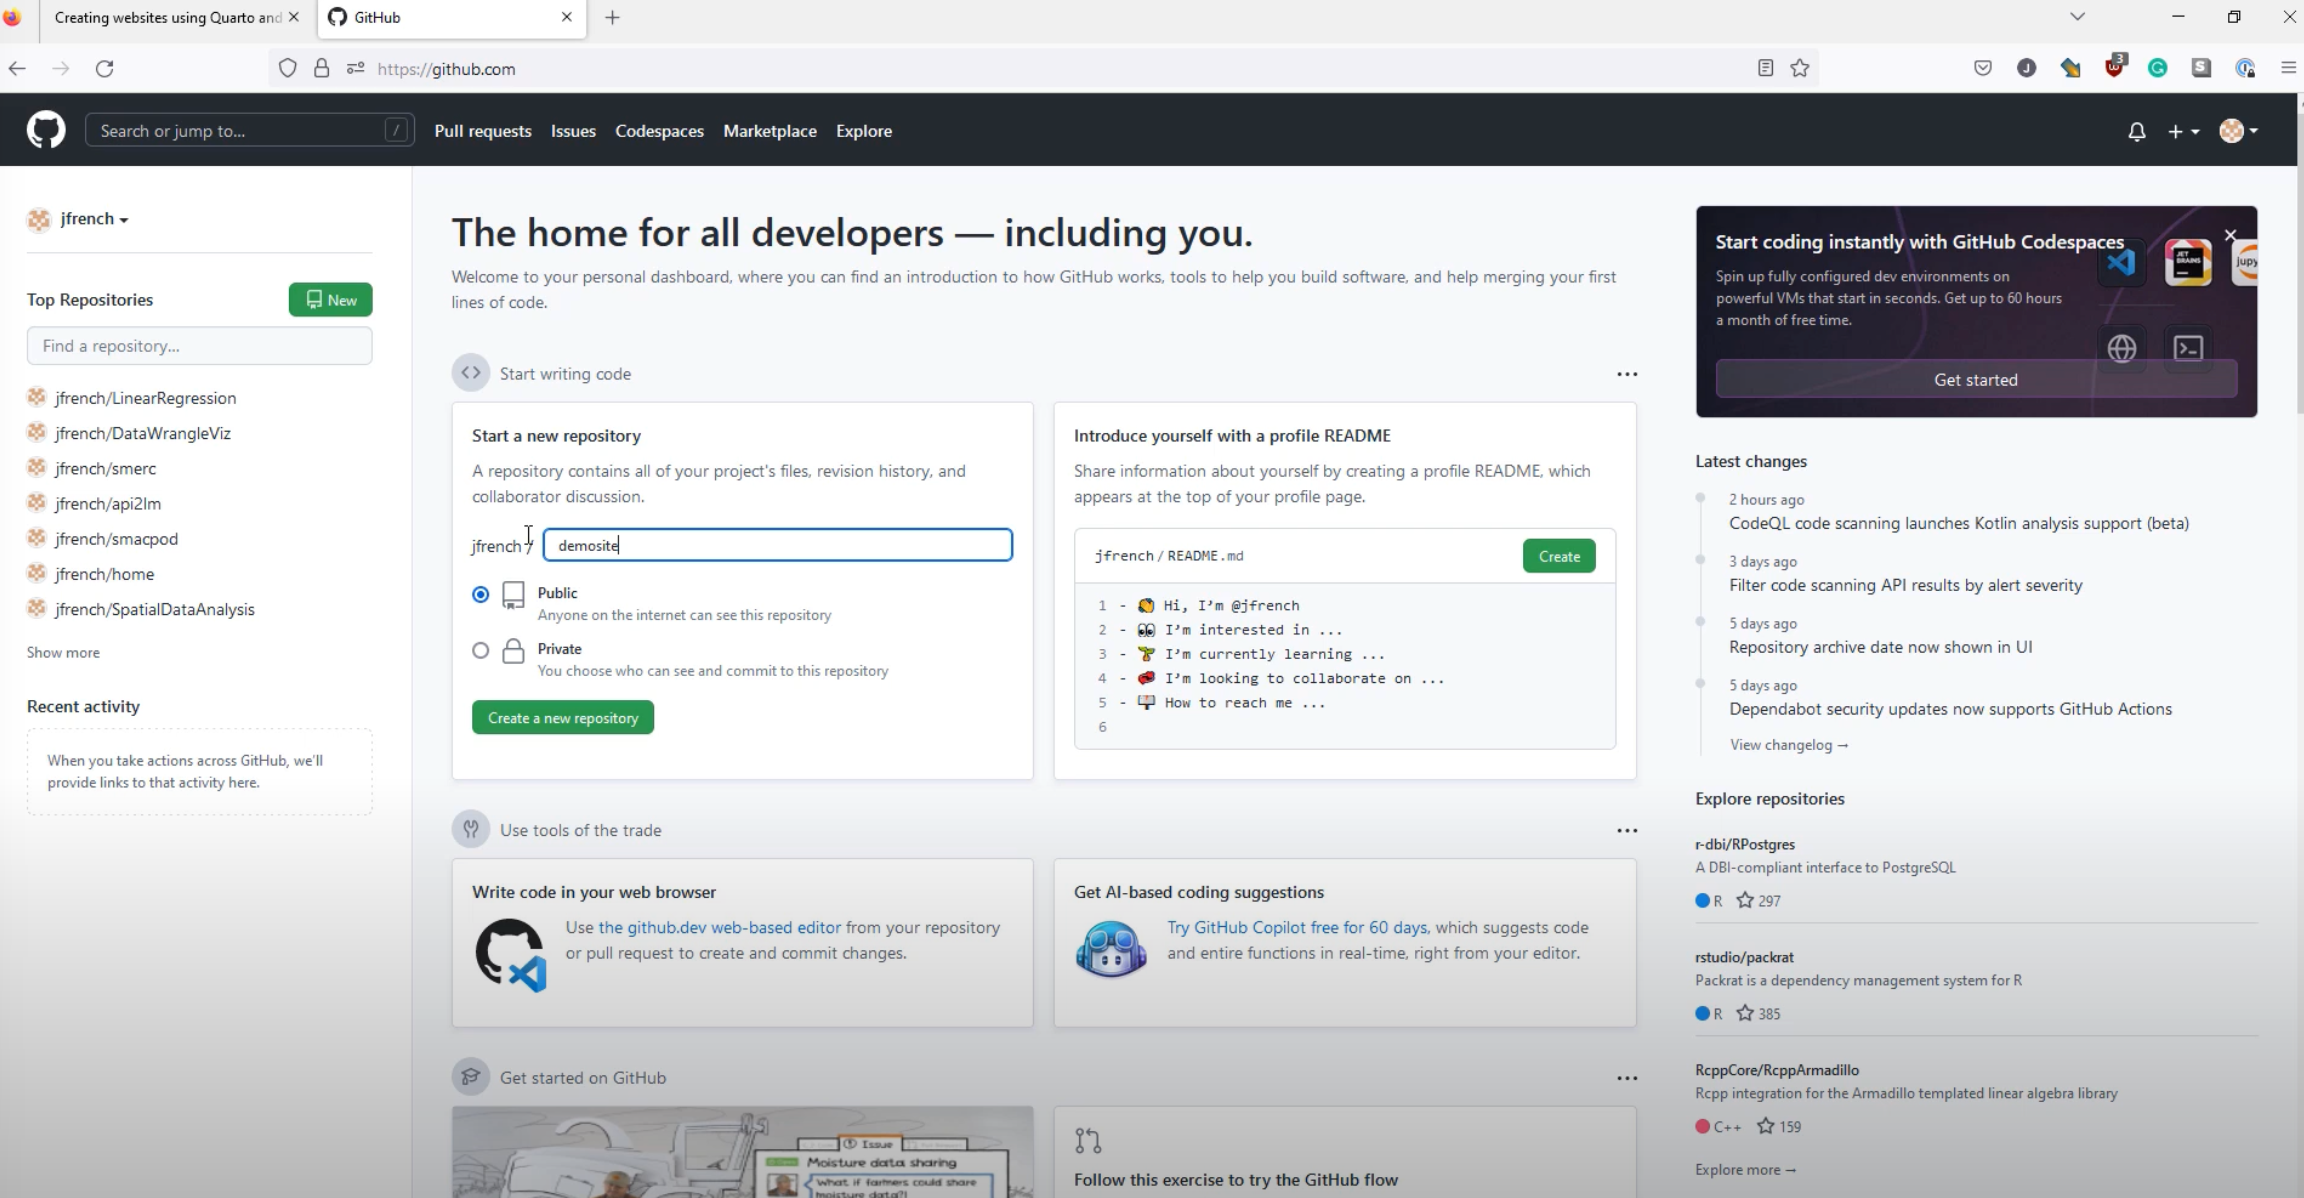 Creating websites using Quarto and
GitHub
https://github.com
3
Search or jump to...
/
Pull requests
Issues
Codespaces
Marketplace
Explore
jfrench
Top Repositories
New
Find a repository...
jfrench/LinearRegression
jfrench/DataWrangleViz
jfrench/smerc
jfrench/api2lm
jfrench/smacpod
jfrench/home
jfrench/SpatialDataAnalysis
Show more
Recent activity
When you take actions across GitHub, we'll
provide links to that activity here.
The home for all developers — including you.
Welcome to your personal dashboard, where you can find an introduction to how GitHub works, tools to help you build software, and help merging your first
lines of code.
Start writing code
Start a new repository
A repository contains all of your project's files, revision history, and
collaborator discussion.
jfrench /
demosite
Public
Anyone on the internet can see this repository
Private
You choose who can see and commit to this repository
Create a new repository
Introduce yourself with a profile README
Share information about yourself by creating a profile README, which
appears at the top of your profile page.
jfrench / README.md
Create
1 - 👋 Hi, I'm @jfrench
2 - 👀 I'm interested in ...
3 - 🌱 I'm currently learning ...
4 - 💞️ I'm looking to collaborate on ...
5 - 📫 How to reach me ...
6
Use tools of the trade
Write code in your web browser
Use the github.dev web-based editor from your repository
or pull request to create and commit changes.
Get AI-based coding suggestions
Try GitHub Copilot free for 60 days, which suggests code
and entire functions in real-time, right from your editor.
Get started on GitHub
Issue
Moisture data sharing
What if farmers could share
moisture data?!
Follow this exercise to try the GitHub flow
Start coding instantly with GitHub Codespaces
Spin up fully configured dev environments on
powerful VMs that start in seconds. Get up to 60 hours
a month of free time.
JET
BRAINS
jupy
Get started
Latest changes
2 hours ago
CodeQL code scanning launches Kotlin analysis support (beta)
3 days ago
Filter code scanning API results by alert severity
5 days ago
Repository archive date now shown in UI
5 days ago
Dependabot security updates now supports GitHub Actions
View changelog →
Explore repositories
r-dbi/RPostgres
A DBI-compliant interface to PostgreSQL
R 297
rstudio/packrat
Packrat is a dependency management system for R
R 385
RcppCore/RcppArmadillo
Rcpp integration for the Armadillo templated linear algebra library
C++ 159
Explore more →